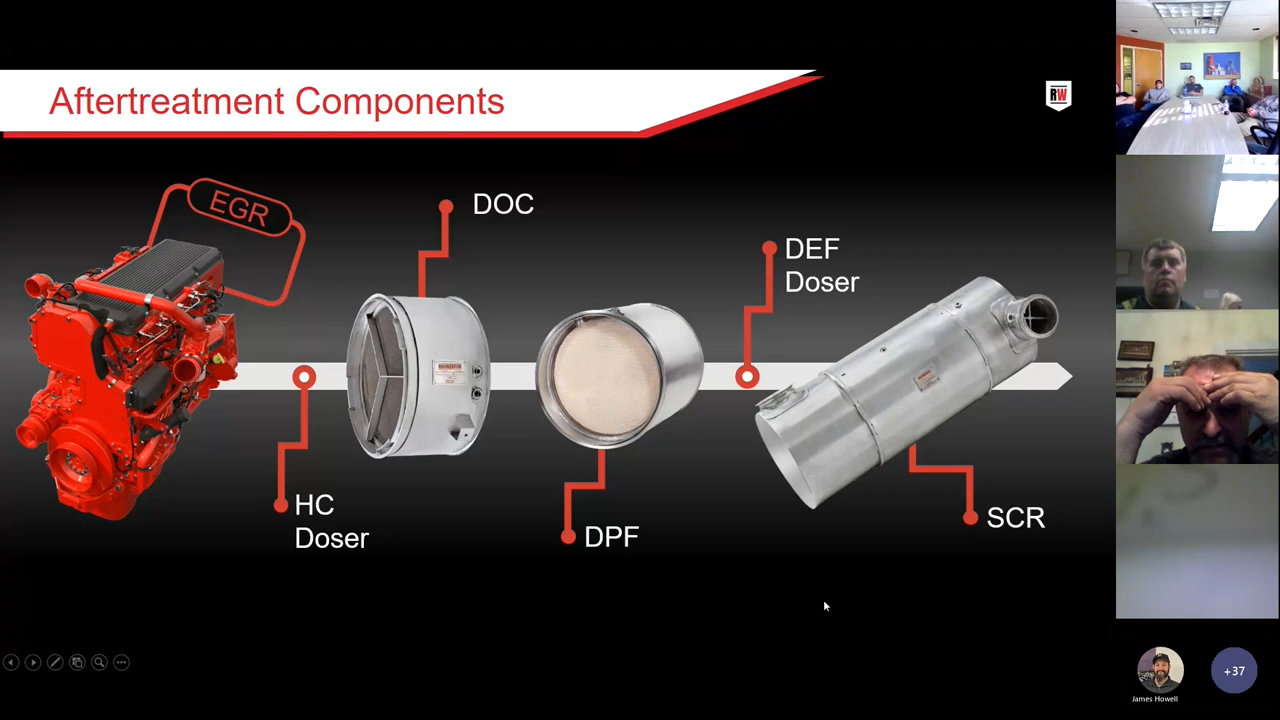 Aftertreatment Components
RW
EGR
DOC
DEF
Doser
HC
Doser
DPF
SCR
James Howell
+37